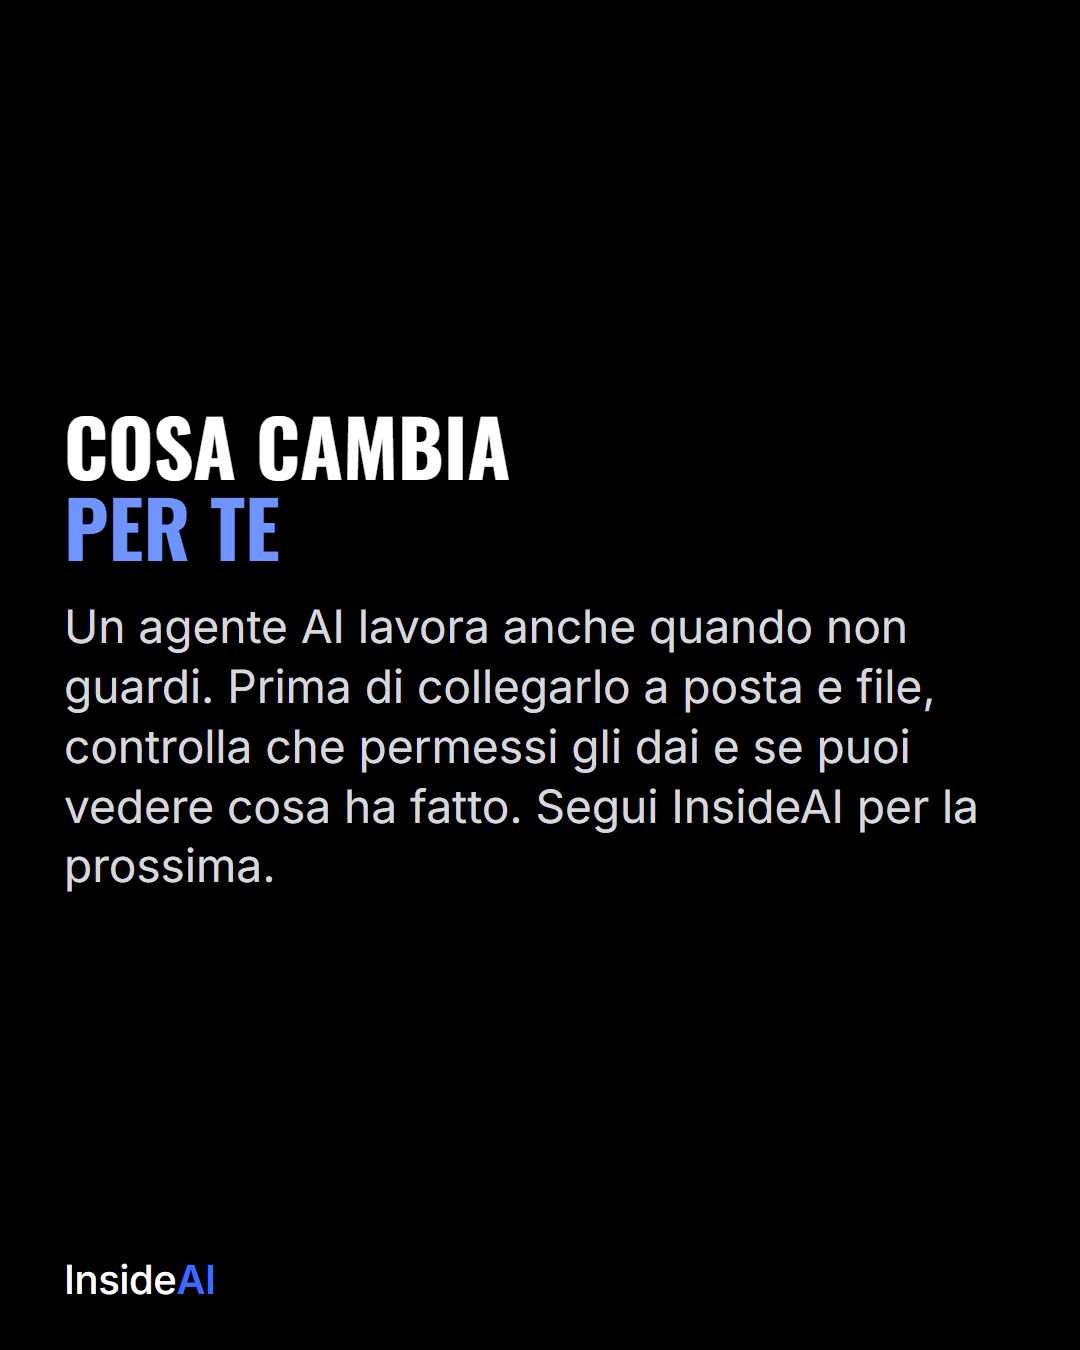 COSA CAMBIA
PER TE
Un agente AI lavora anche quando non
guardi. Prima di collegarlo a posta e file,
controlla che permessi gli dai e se puoi
vedere cosa ha fatto. Segui InsideAI per la
prossima.
InsideAI